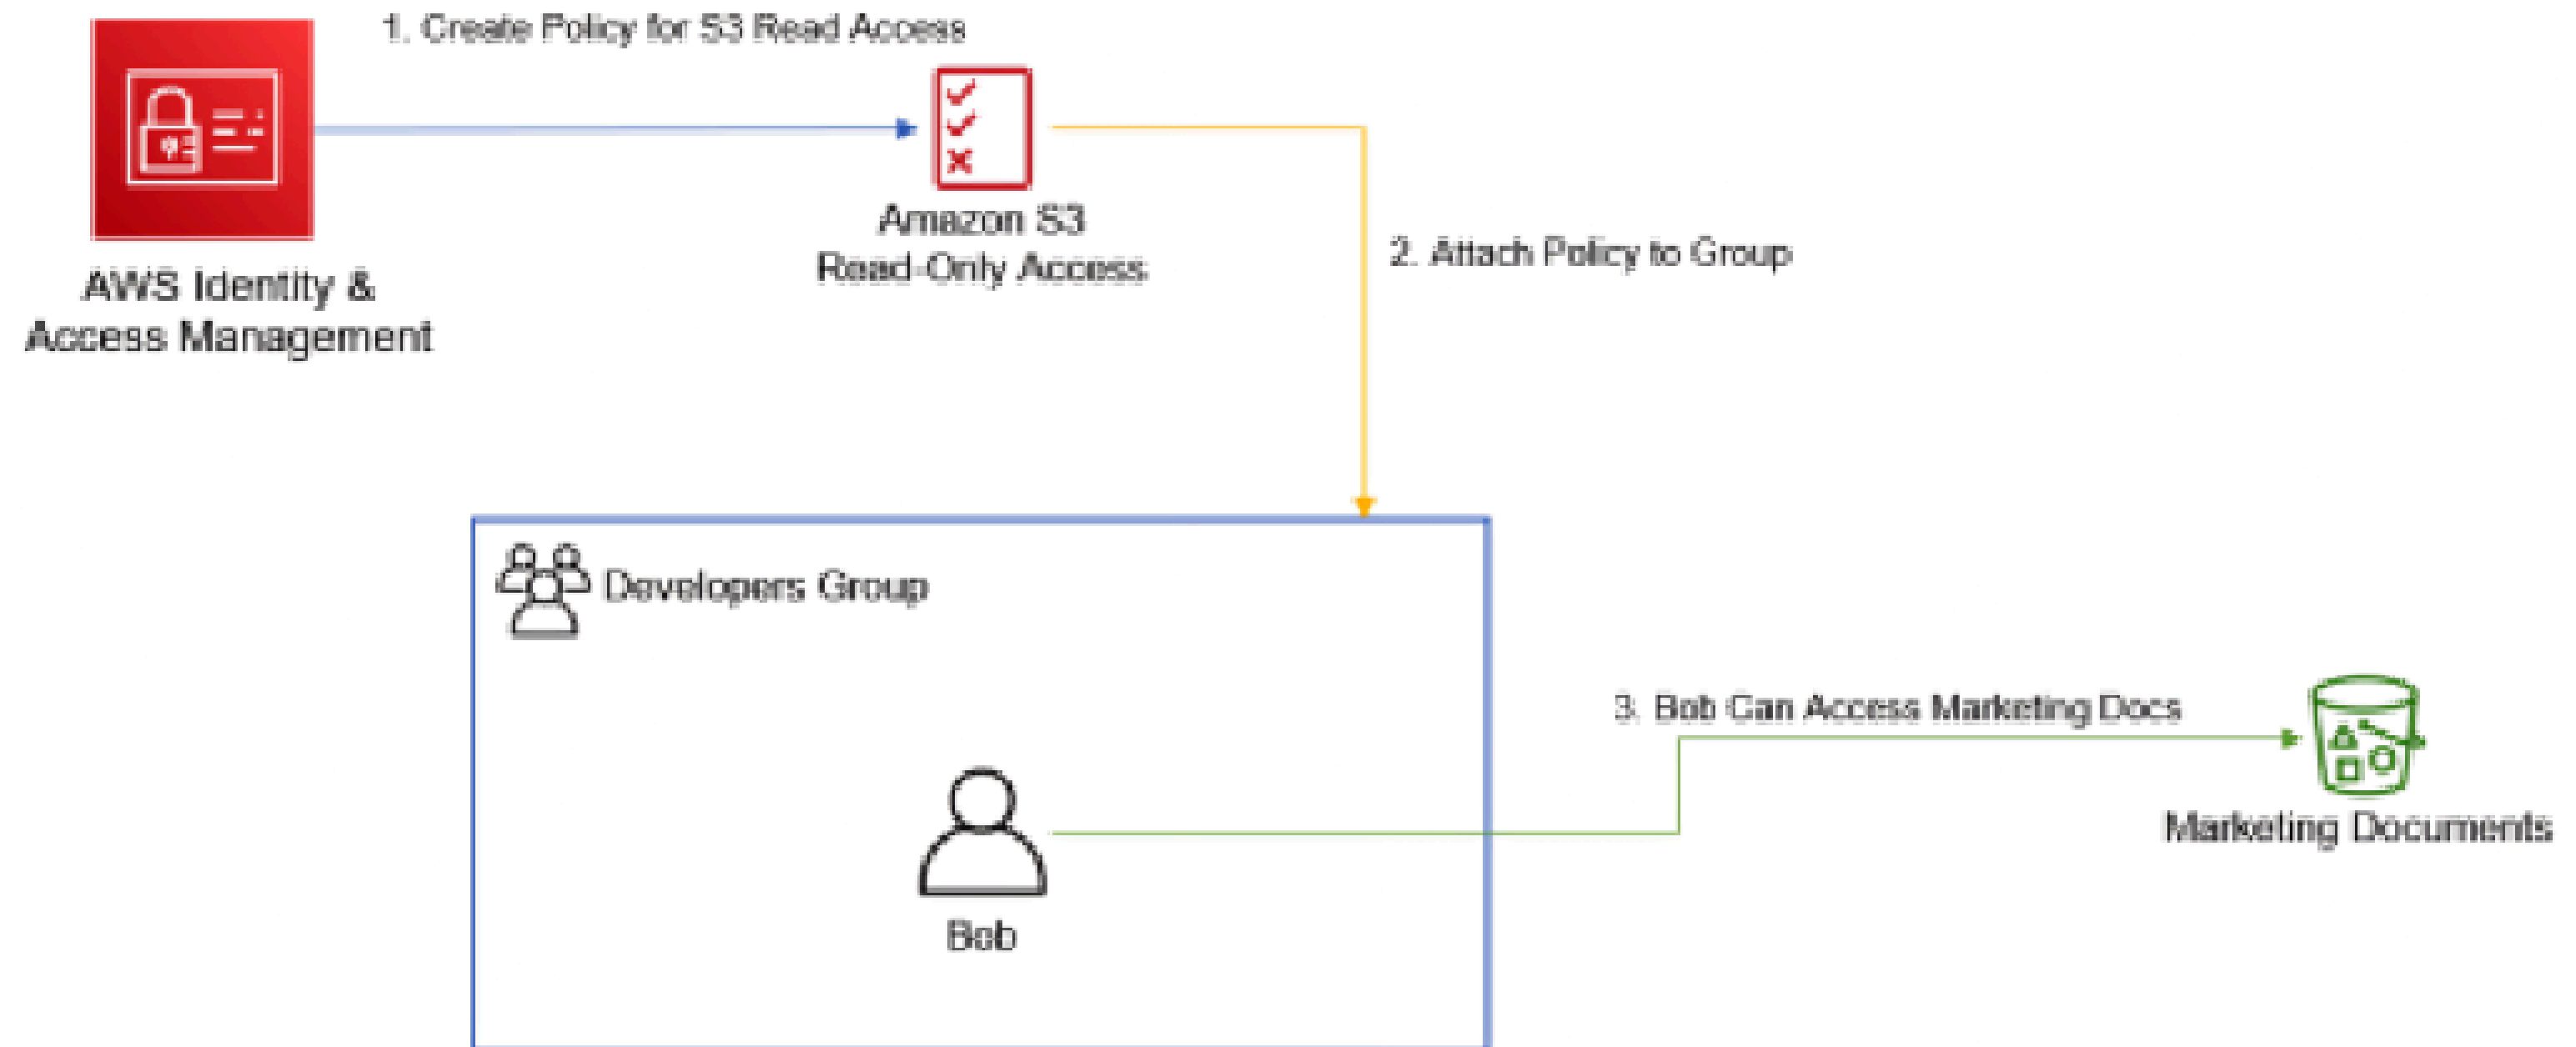 1. Create Policy for S3 Read Access
Amazon S3
Read-Only Access
AWS Identity &
Access Management
2. Attach Policy to Group
Developers Group
3. Bob Can Access Marketing Docs
Marketing Documents
Bob